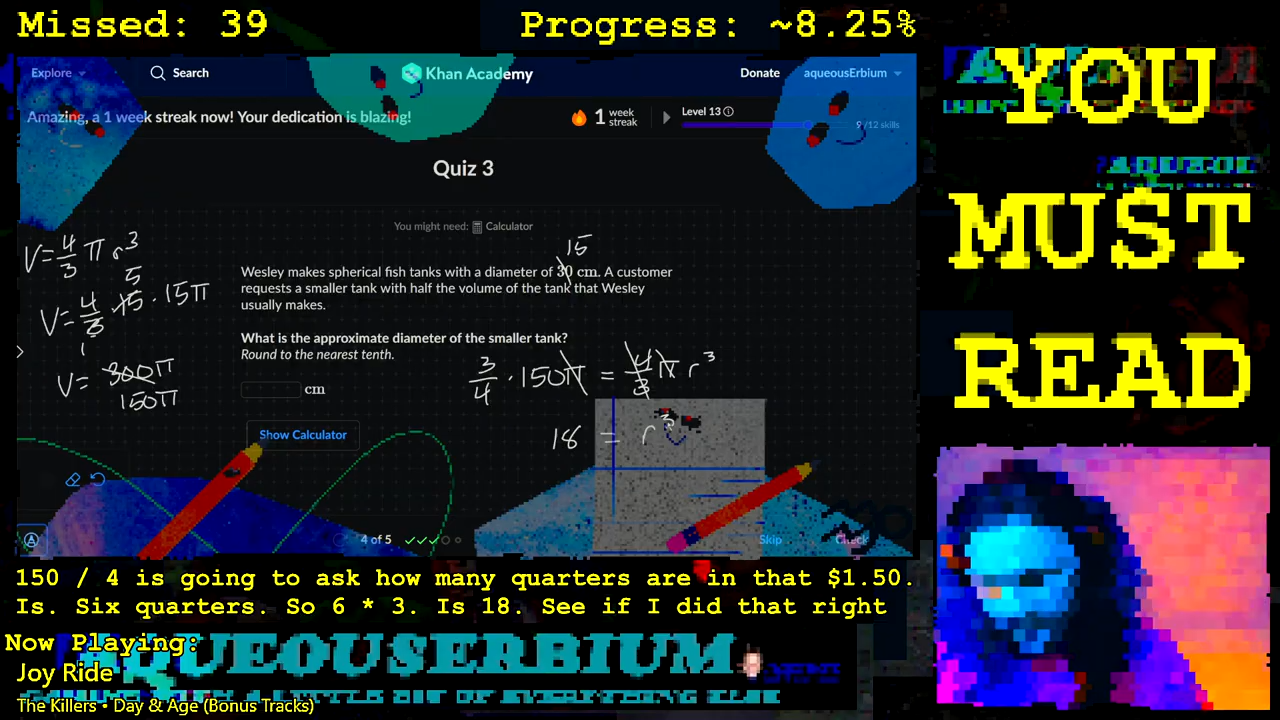 Missed: 39
Progress: ~8.25%
Explore
Search
Khan Academy
Donate
aqueousErbium
Amazing, a 1 week streak now! Your dedication is blazing!
1 week streak
Level 13
9/12 skills
Quiz 3
You might need: Calculator
15
Wesley makes spherical fish tanks with a diameter of 30 cm. A customer
requests a smaller tank with half the volume of the tank that Wesley
usually makes.
What is the approximate diameter of the smaller tank?
Round to the nearest tenth.
cm
Show Calculator
V = 4/3 π r³
5
V = 4/3 15 · 15π
1
V = 300π
150π
3/4 · 150π = 4/3 π r³
18 = r³
4 of 5
Skip
Check
150 / 4 is going to ask how many quarters are in that $1.50.
Is. Six quarters. So 6 * 3. Is 18. See if I did that right
Now Playing:
AQUEOUSERBIUM
Joy Ride
The Killers • Day & Age (Bonus Tracks)
YOU
MUST
READ